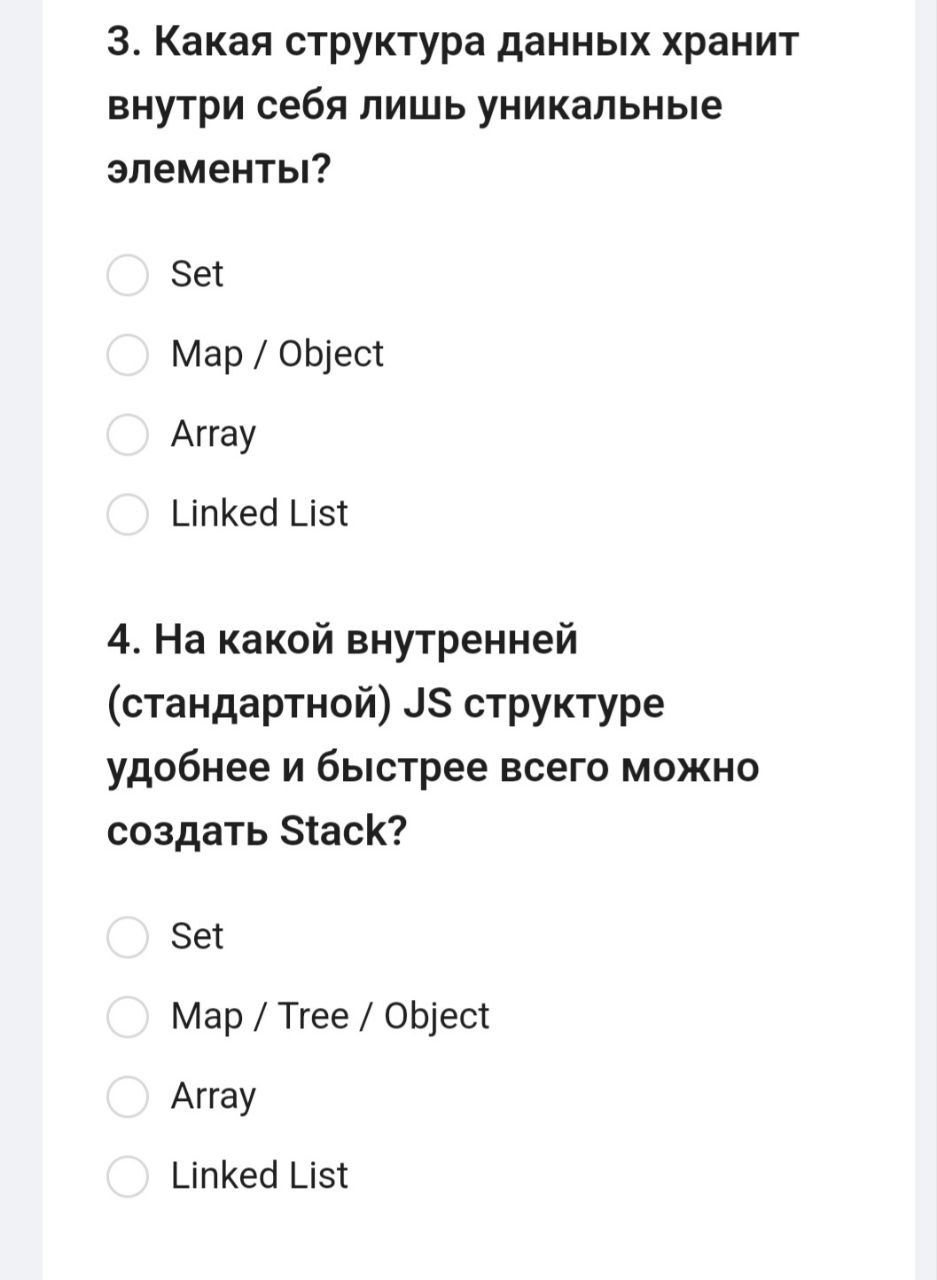 3. Какая структура данных хранит
внутри себя лишь уникальные
элементы?
Set
Map / Object
Array
Linked List
4. На какой внутренней
(стандартной) JS структуре
удобнее и быстрее всего можно
создать Stack?
Set
Map / Tree / Object
Array
Linked List